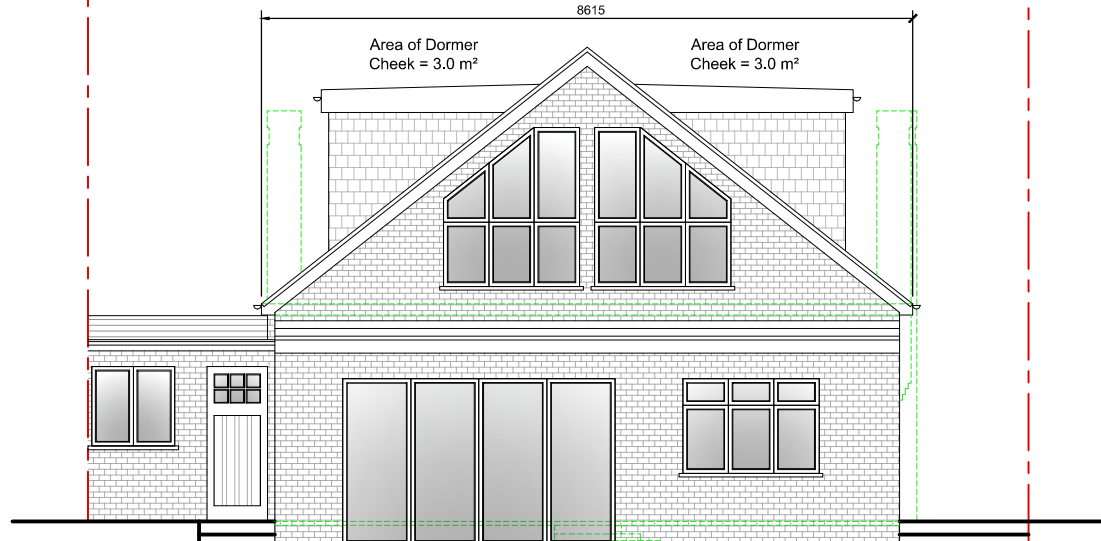 8615
Area of Dormer
Cheek = 3.0 m²
Area of Dormer
Cheek = 3.0 m²